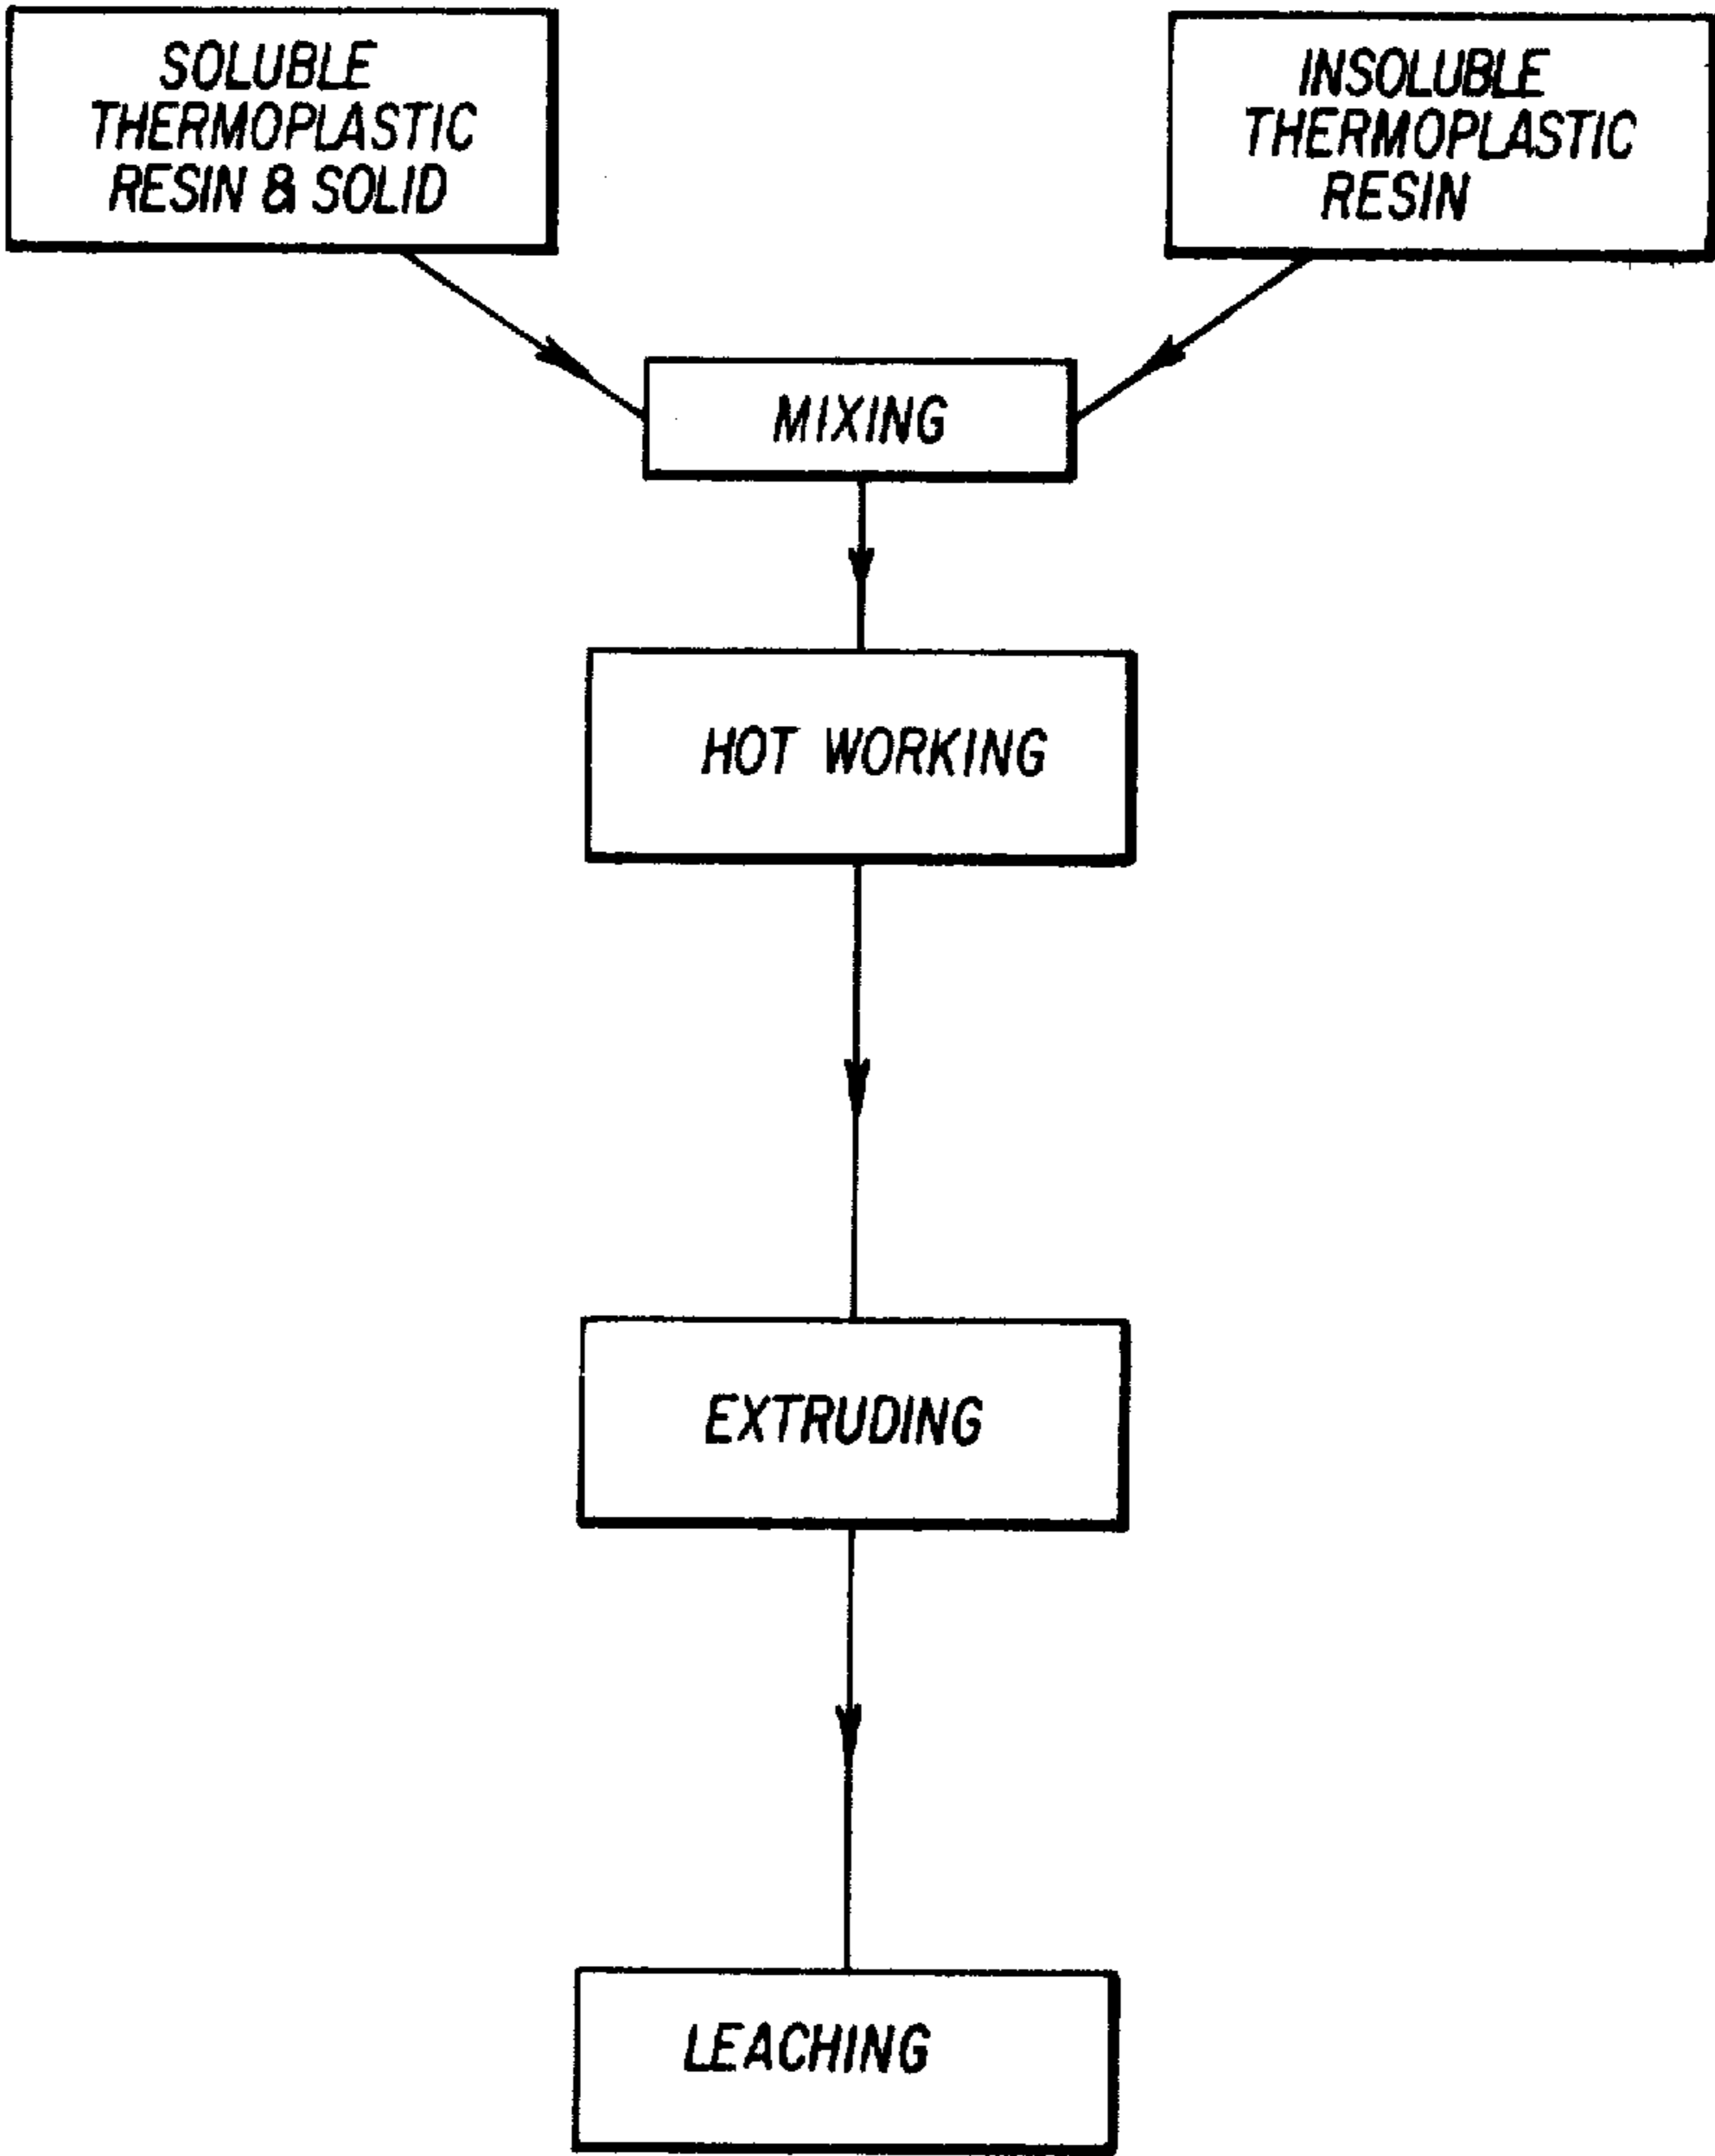 SOLUBLE
THERMOPLASTIC
RESIN & SOLID
INSOLUBLE
THERMOPLASTIC
RESIN
MIXING
HOT WORKING
EXTRUDING
LEACHING